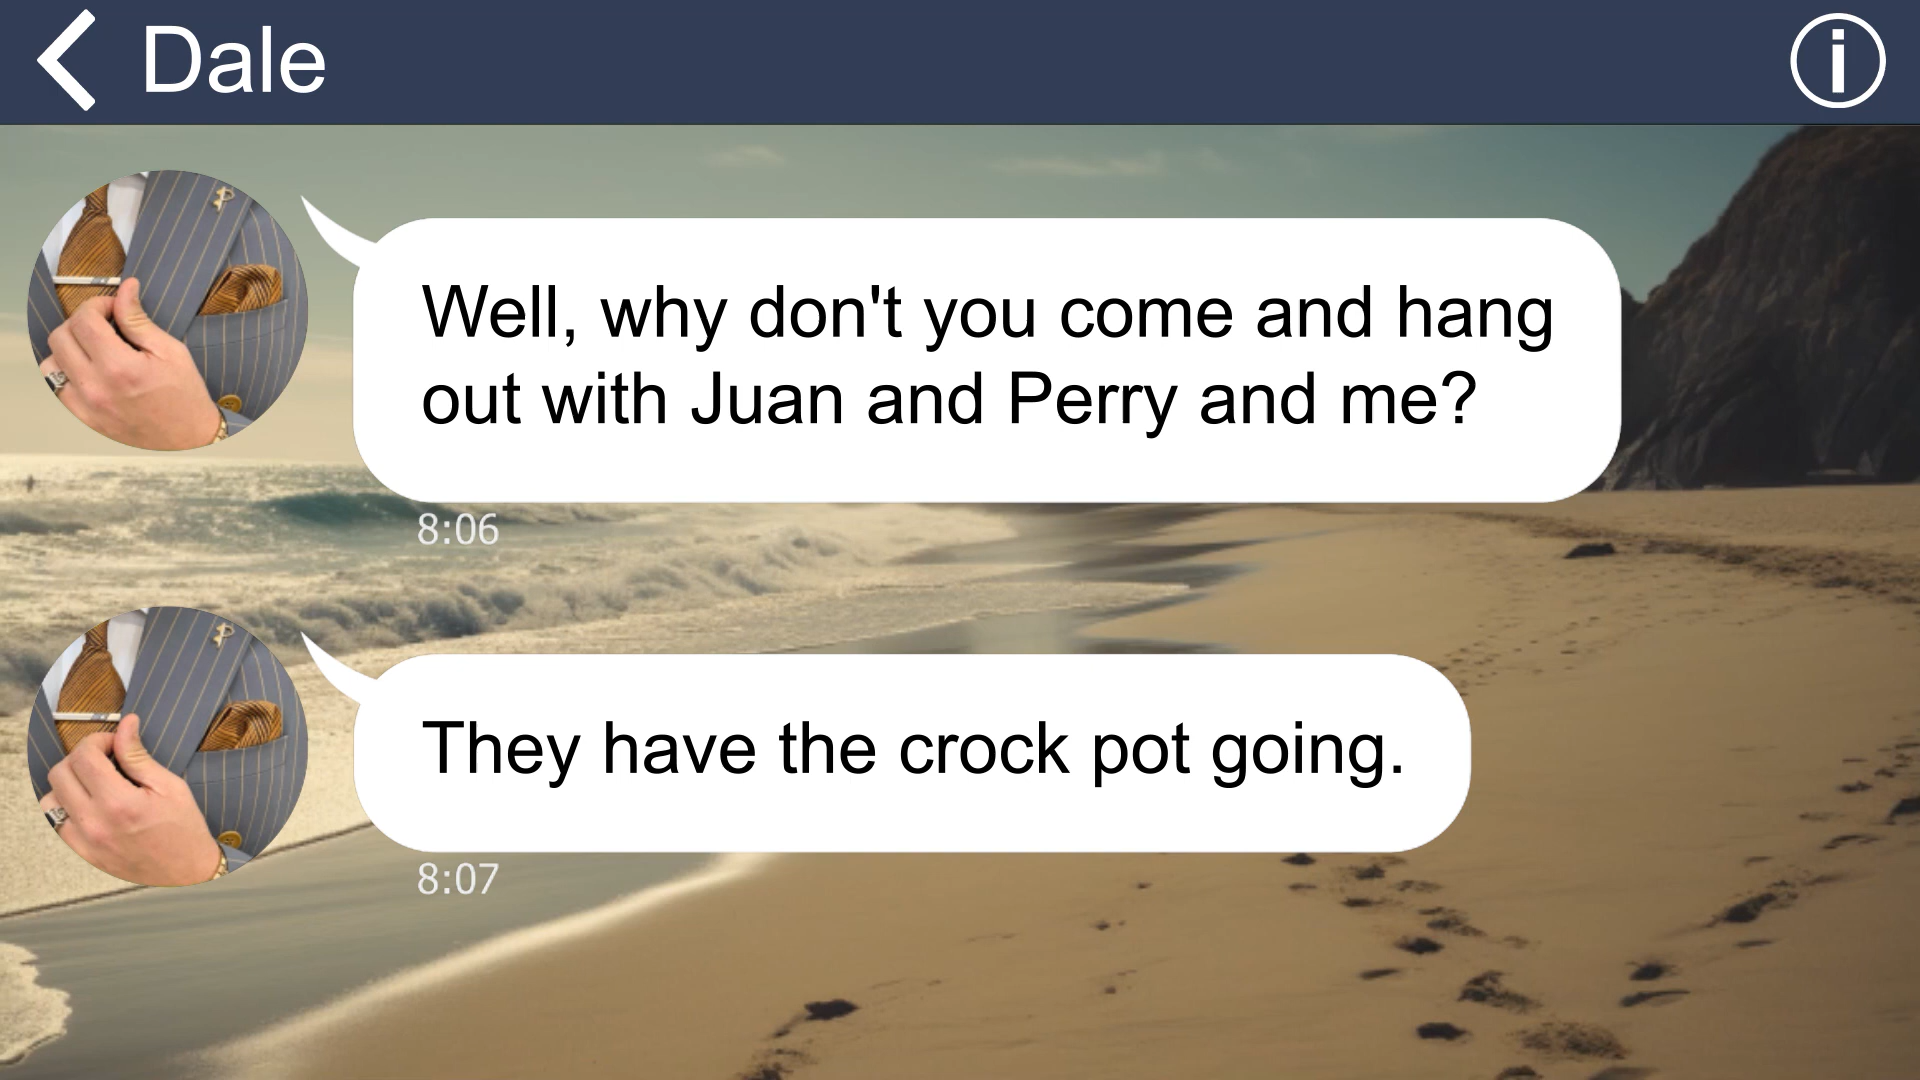 Dale
Well, why don't you come and hang
out with Juan and Perry and me?
8:06
They have the crock pot going.
8:07